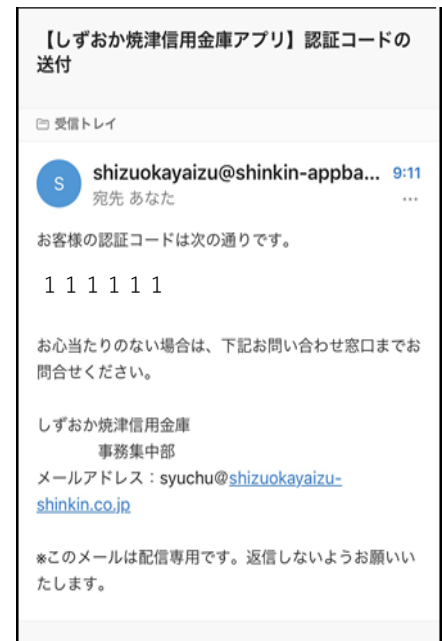 【しずおか焼津信用金庫アプリ】認証コードの
送付
受信トレイ
S
shizuokayaizu@shinkin-appba... 9:11
宛先 あなた ...
お客様の認証コードは次の通りです。
１１１１１１
お心当たりのない場合は、下記お問い合わせ窓口までお
問合せください。
しずおか焼津信用金庫
事務集中部
メールアドレス：syuchu@shizuokayaizu-
shinkin.co.jp
※このメールは配信専用です。返信しないようお願いい
たします。